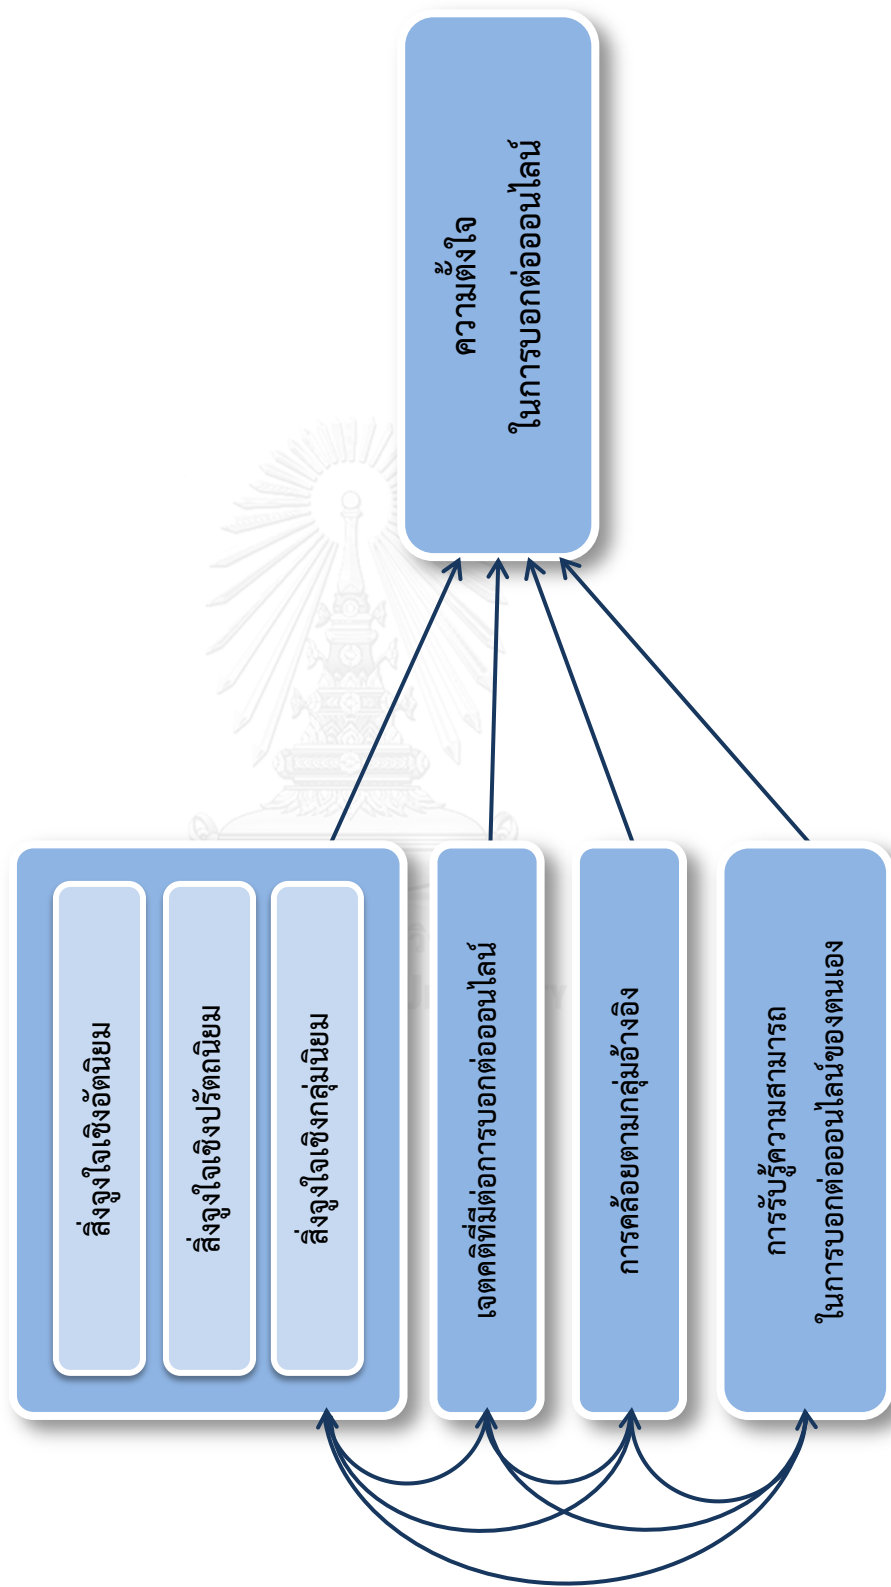 สิ่งจูงใจเชิงอัตนิยม
สิ่งจูงใจเชิงปรัตถนิยม
สิ่งจูงใจเชิงกลุ่มนิยม
เจตคติที่มีต่อการบอกต่อออนไลน์
การคล้อยตามกลุ่มอ้างอิง
การรับรู้ความสามารถ
ในการบอกต่อออนไลน์ของตนเอง
ความตั้งใจ
ในการบอกต่อออนไลน์